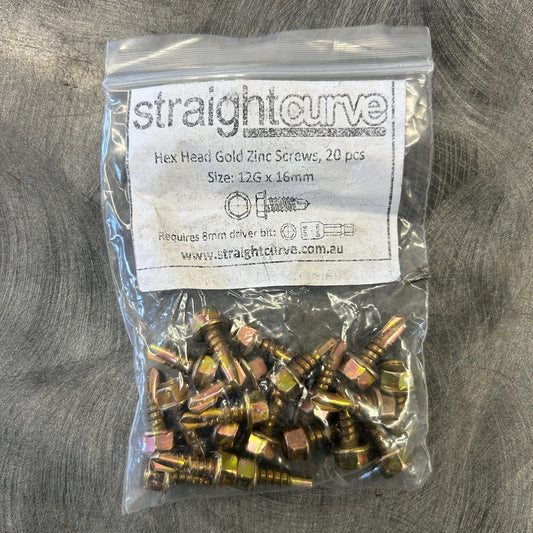 straightcurve
Hex Head Gold Zinc Screws, 20 pcs
Size: 12G x 16mm
Requires 8mm driver bit:
www.straightcurve.com.au